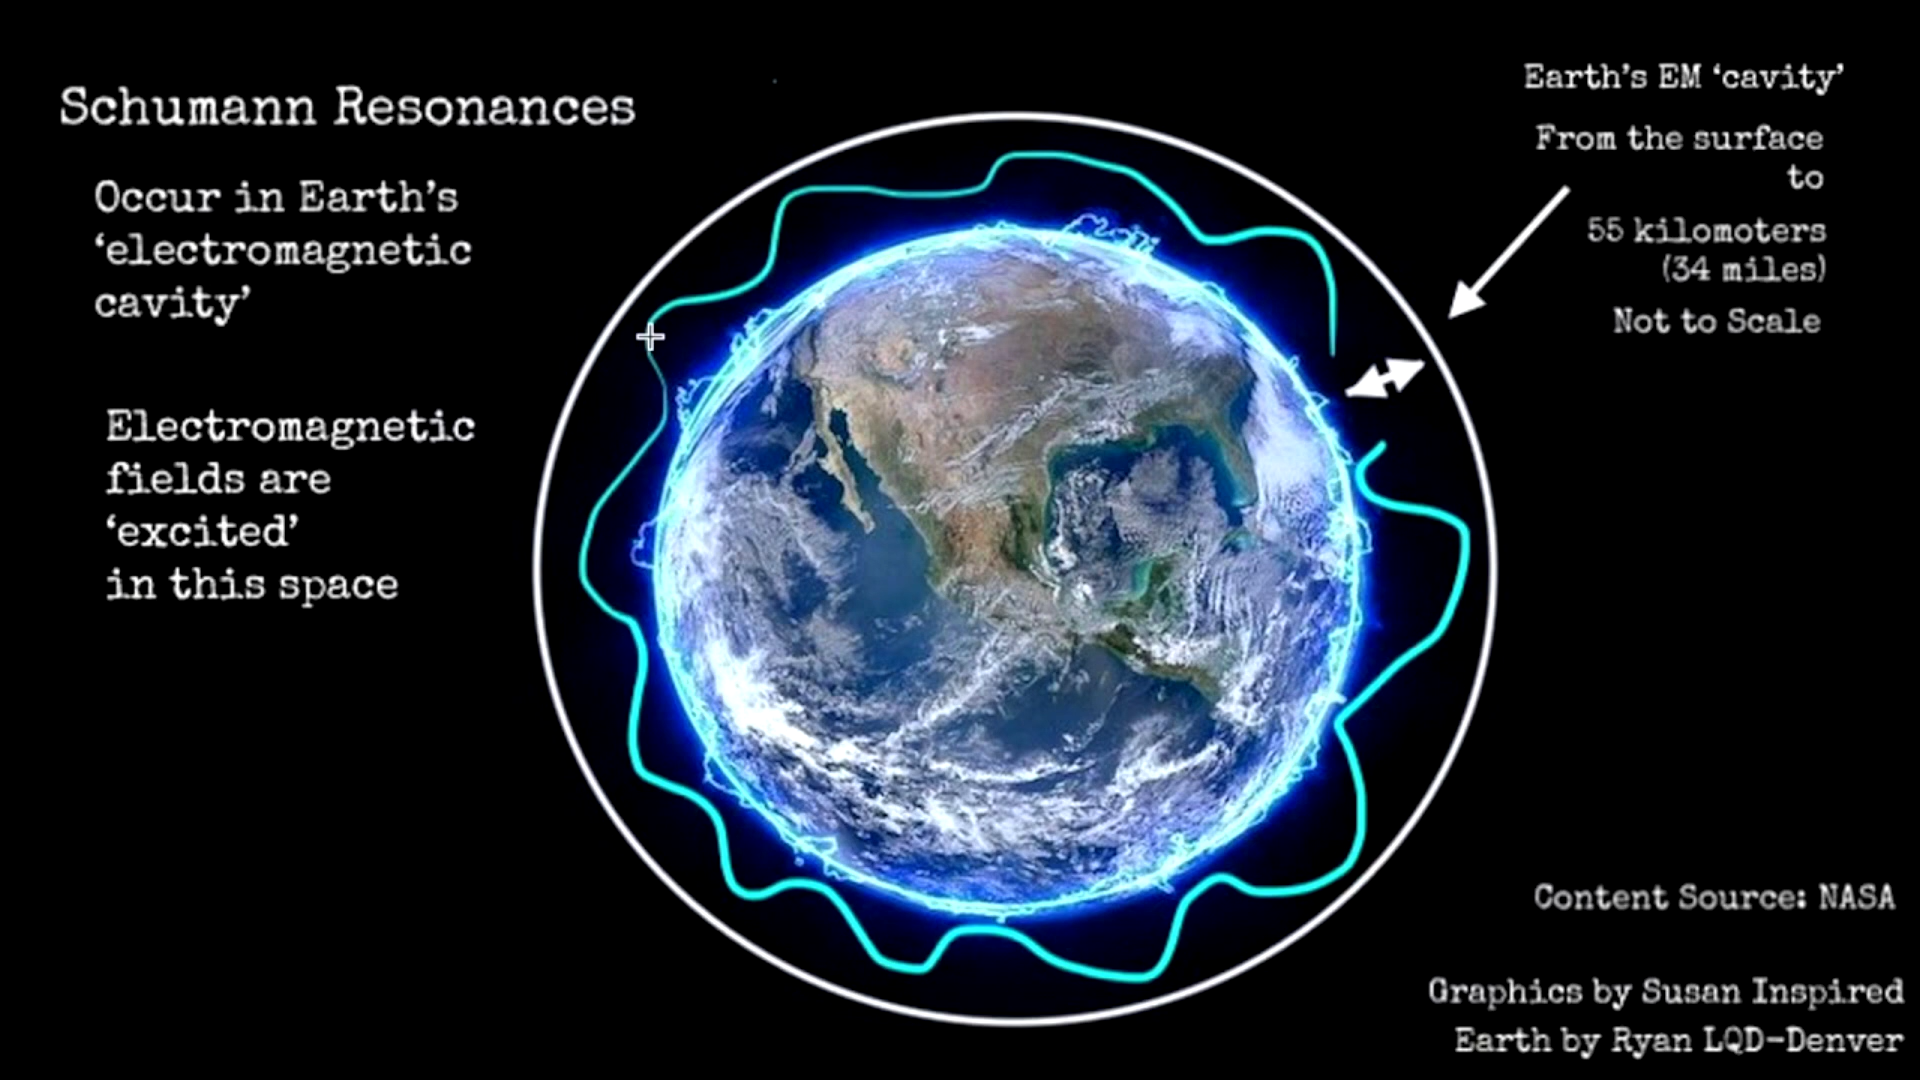 Schumann Resonances
Occur in Earth's
'electromagnetic
cavity'
Electromagnetic
fields are
'excited'
in this space
Earth's EM 'cavity'
From the surface
to
55 kilomoters
(34 miles)
Not to Scale
Content Source: NASA
Graphics by Susan Inspired
Earth by Ryan LQD-Denver